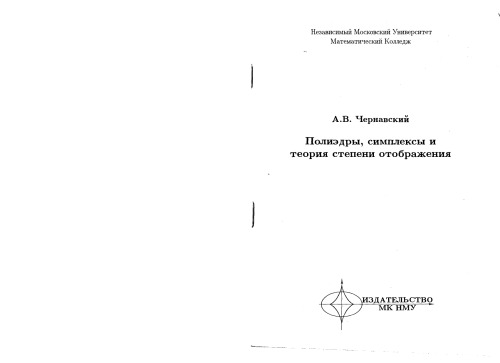 Независимый Московский Университет
Математический Колледж
А.В. Чернавский
Полиэдры, симплексы и
теория степени отображения
ИЗДАТЕЛЬСТВО
МК НМУ